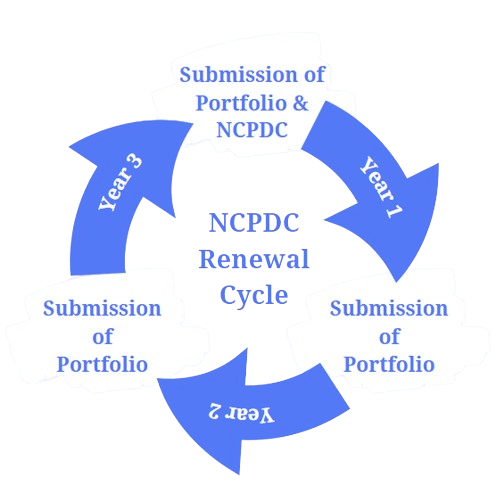 Submission of
Portfolio &
NCPDC
Year 1
Submission
of
Portfolio
Year 2
Submission
of
Portfolio
Year 3
NCPDC
Renewal
Cycle